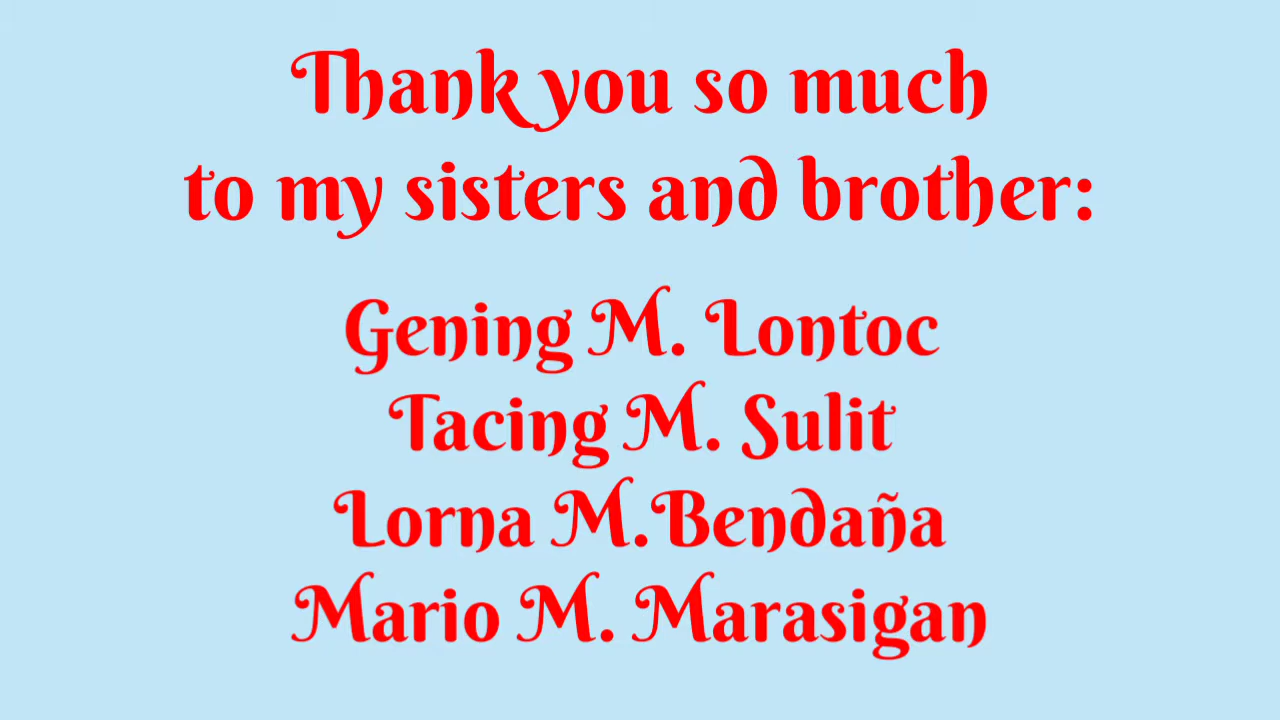 Thank you so much
to my sisters and brother:
Gening M. Lontoc
Tacing M. Sulit
Lorna M.Bendaña
Mario M. Marasigan